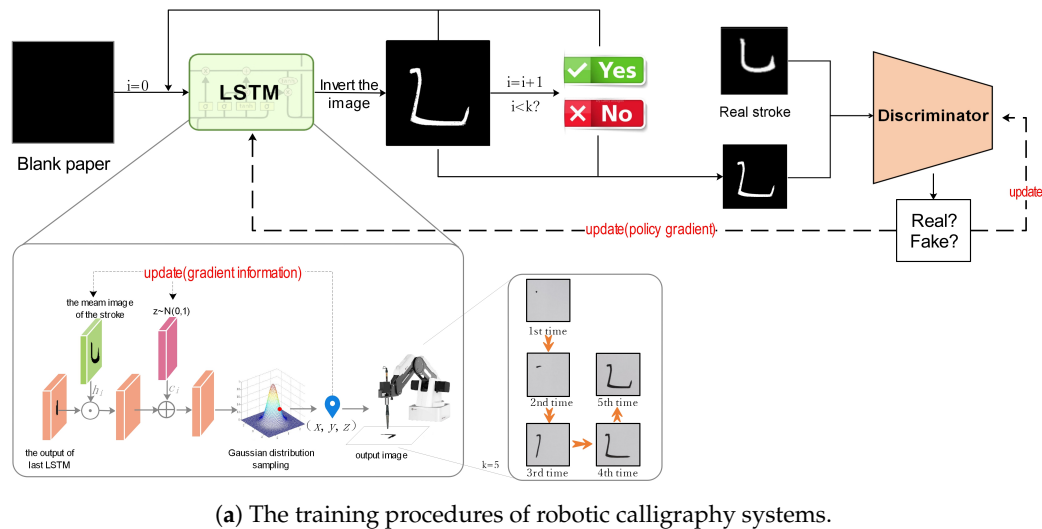 Blank paper
i=0
LSTM
Invert the
image
i=i+1
i<k?
Yes
No
Real stroke
Discriminator
update
Real?
Fake?
update(policy gradient)
update(gradient information)
the meam image
of the stroke
z~N(0,1)
h_i
c_i
(x, y, z)
the output of
last LSTM
Gaussian distribution
sampling
output image
k=5
1st time
2nd time
5th time
3rd time
4th time
(a) The training procedures of robotic calligraphy systems.